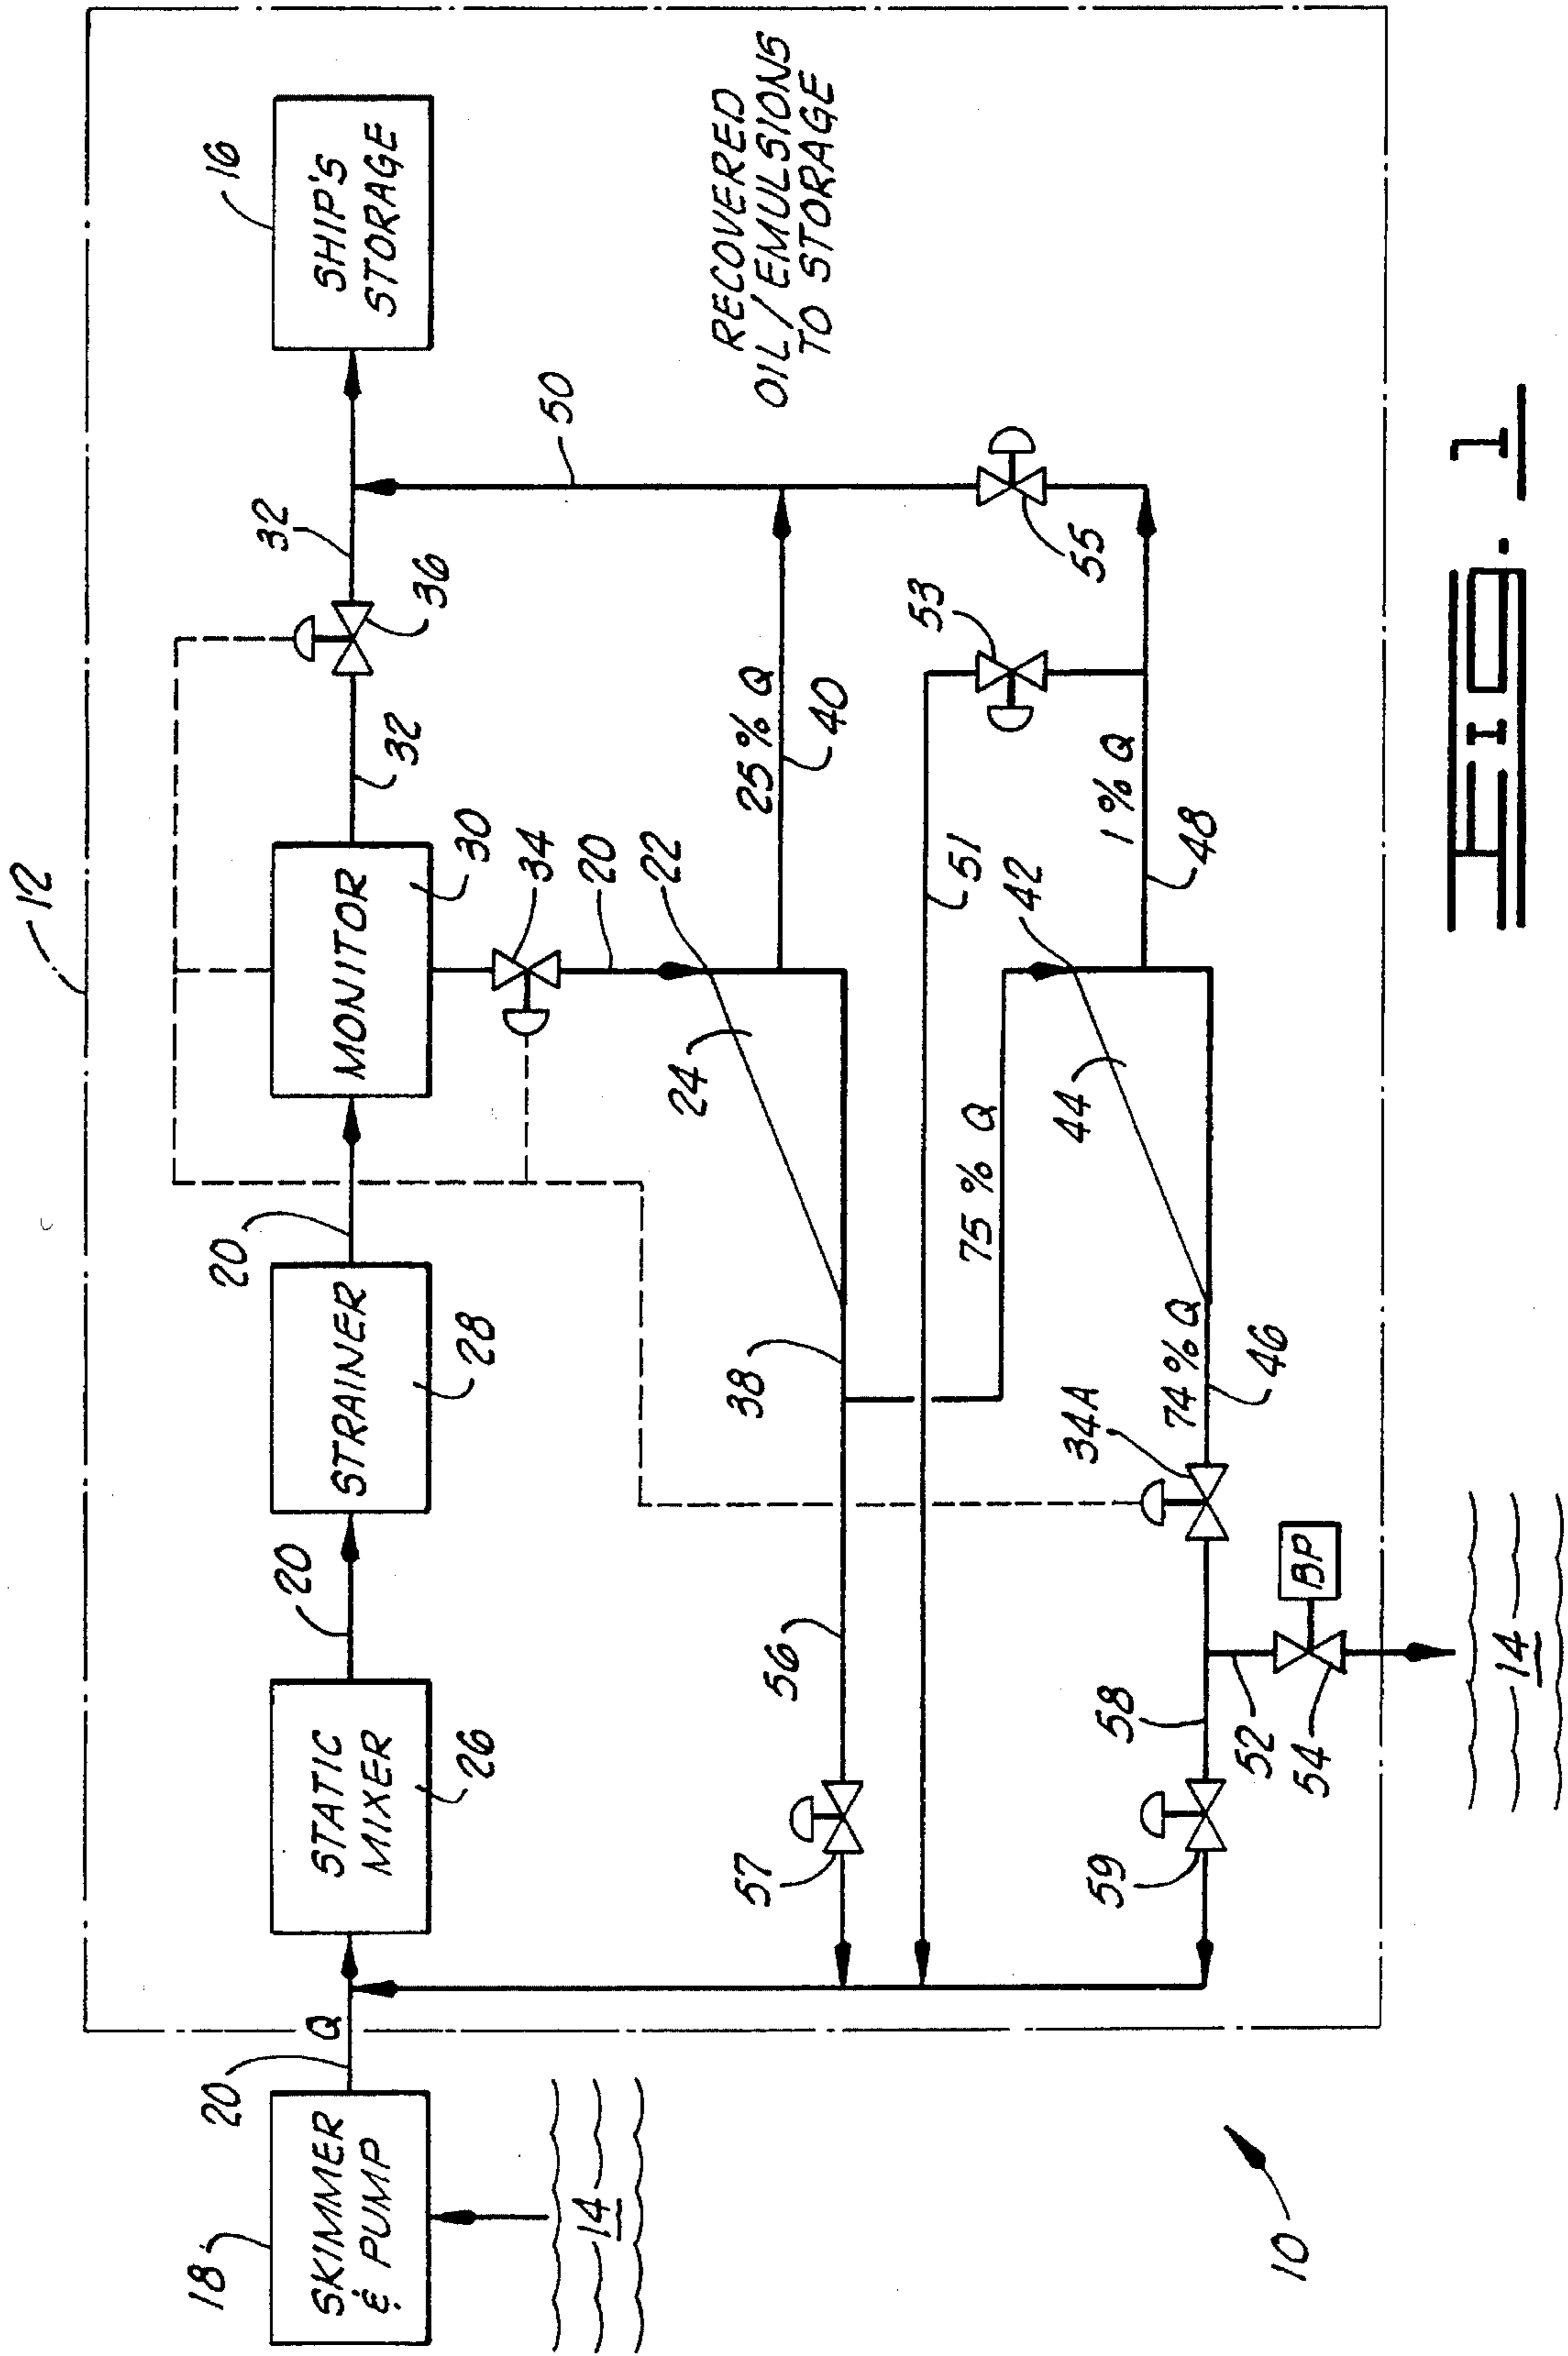 12
18
SKIMMER
& PUMP
14
20
Q
STATIC
MIXER
26
20
STRAINER
28
20
MONITOR
30
32
36
32
SHIP'S
STORAGE
16
34
20
22
24
25% Q
40
50
RECOVERED
OIL/EMULSIONS
TO STORAGE
38
56
57
51
53
55
75% Q
42
44
1% Q
48
74% Q
46
34A
58
59
52
54
BP
14
10
FIG. 1